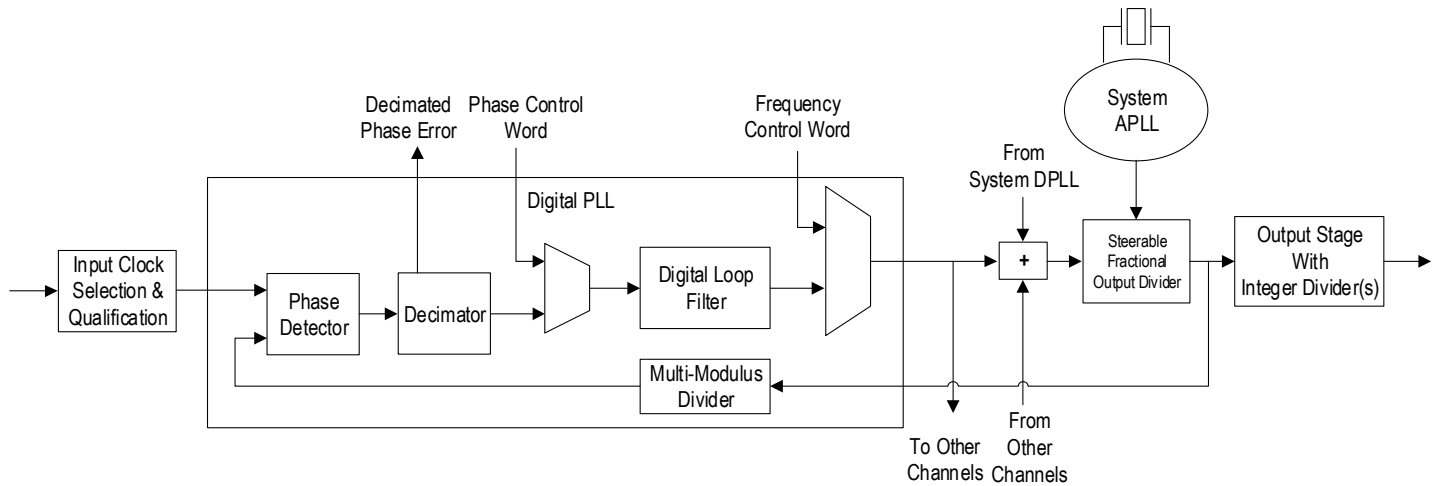 System
APLL
Decimated
Phase Error
Phase Control
Word
Frequency
Control Word
From
System DPLL
Digital PLL
Input Clock
Selection &
Qualification
Phase
Detector
Decimator
Digital Loop
Filter
+
Steerable
Fractional
Output Divider
Output Stage
With
Integer Divider(s)
Multi-Modulus
Divider
To Other
Channels
From
Other
Channels